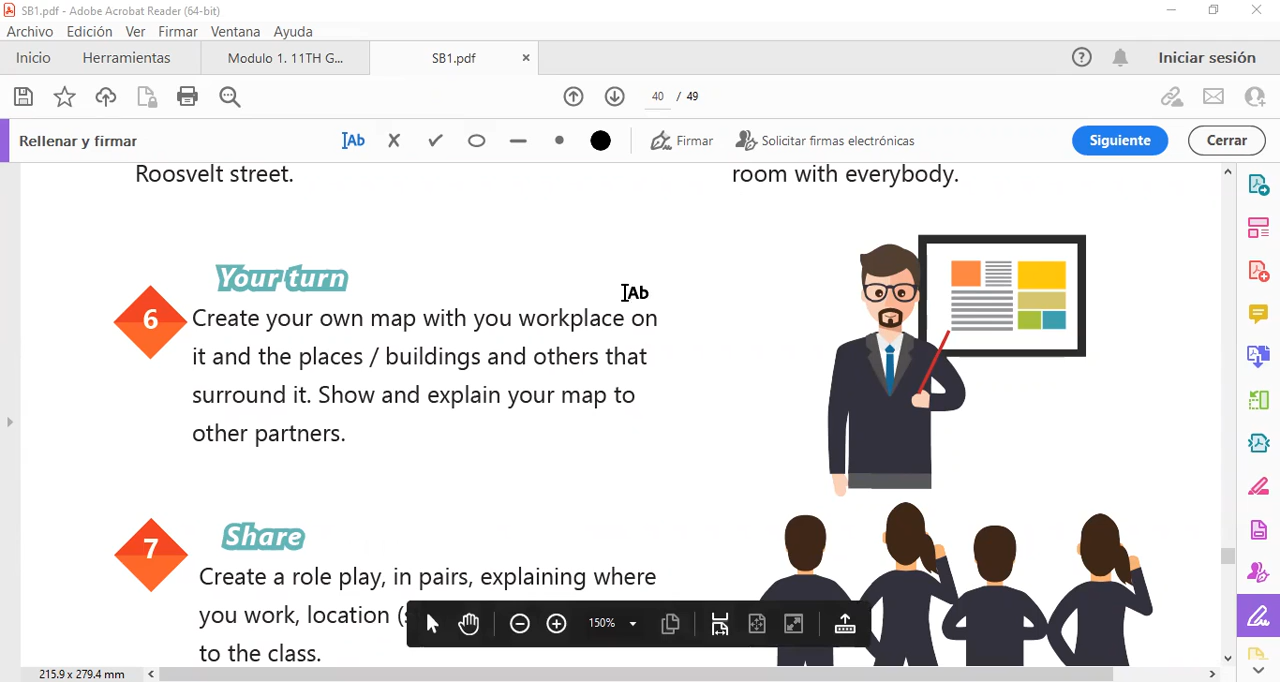 SB1.pdf - Adobe Acrobat Reader (64-bit)
Archivo Edición Ver Firmar Ventana Ayuda
Inicio Herramientas Modulo 1. 11TH G... SB1.pdf × Iniciar sesión
40 / 49
Rellenar y firmar Ab Firmar Solicitar firmas electrónicas Siguiente Cerrar
Roosvelt street.
room with everybody.
Your turn
6
Create your own map with you workplace on
it and the places / buildings and others that
surround it. Show and explain your map to
other partners.
Ab
Share
7
Create a role play, in pairs, explaining where
you work, location (s
to the class.
150%
215.9 x 279.4 mm